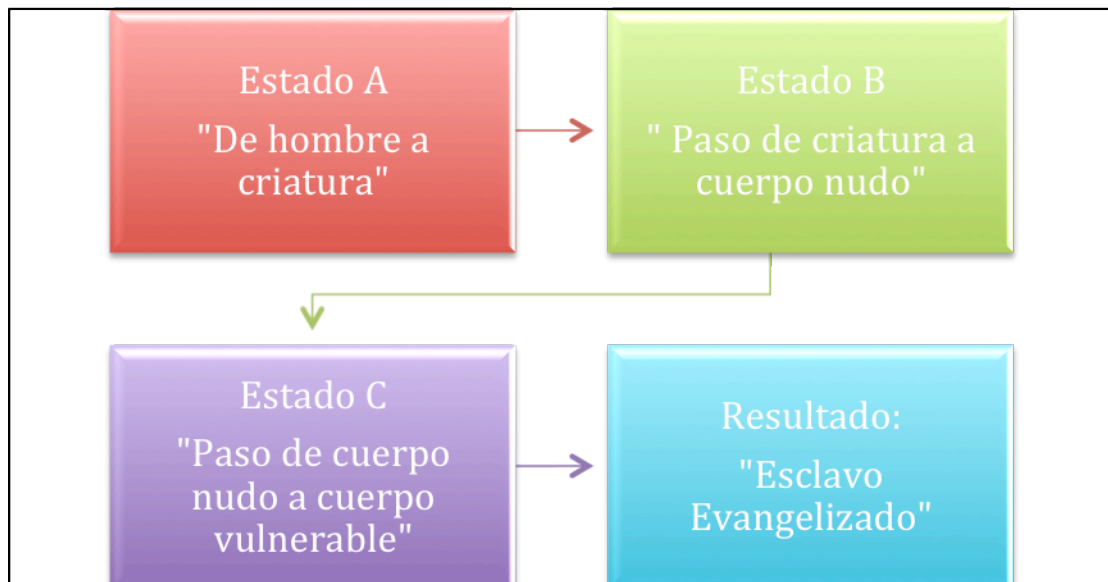 Estado A
"De hombre a
criatura"
Estado B
" Paso de criatura a
cuerpo nudo"
Estado C
"Paso de cuerpo
nudo a cuerpo
vulnerable"
Resultado:
"Esclavo
Evangelizado"